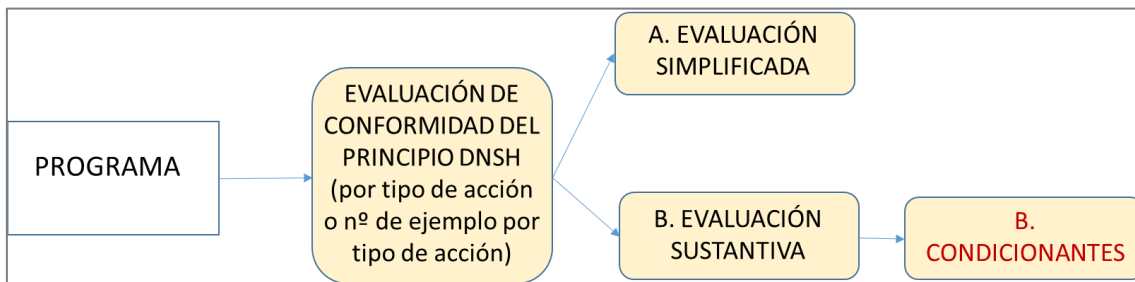 PROGRAMA
EVALUACIÓN DE
CONFORMIDAD DEL
PRINCIPIO DNSH
(por tipo de acción
o nº de ejemplo por
tipo de acción)
A. EVALUACIÓN
SIMPLIFICADA
B. EVALUACIÓN
SUSTANTIVA
B.
CONDICIONANTES